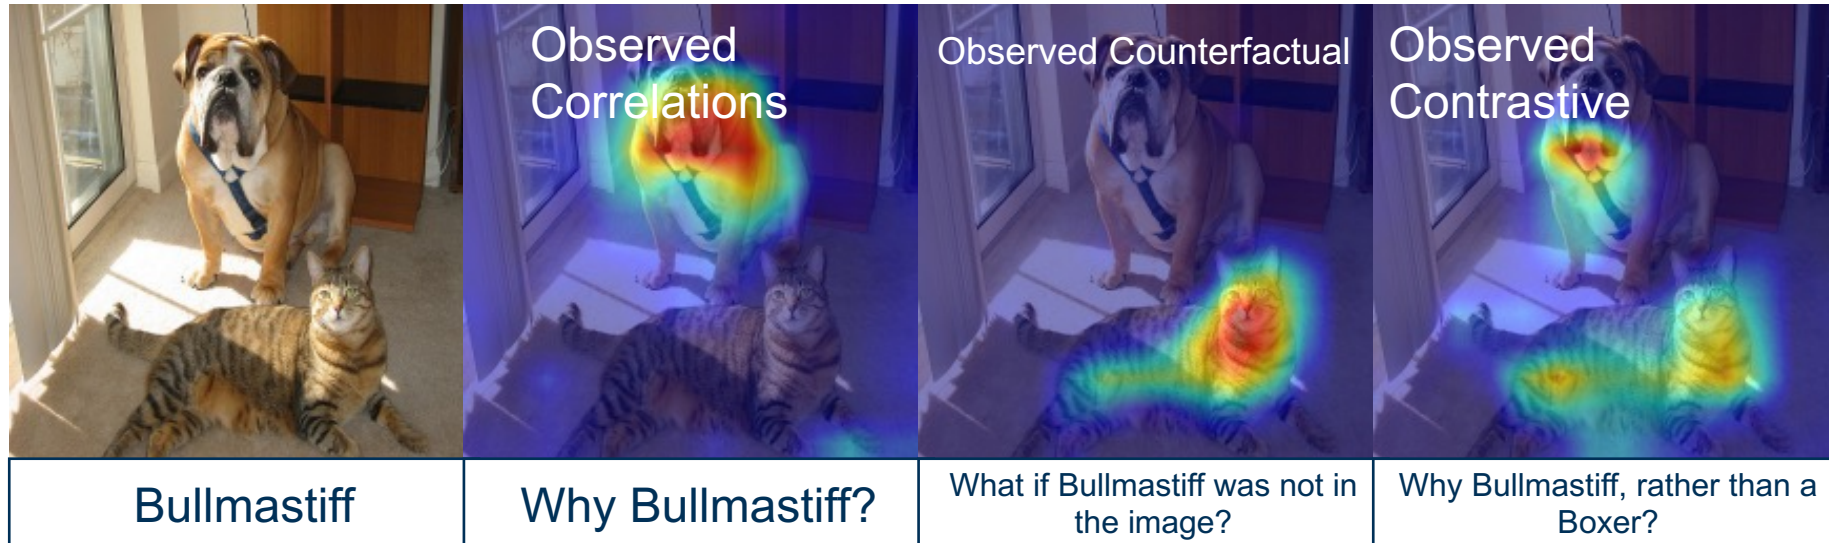 Observed
Correlations
Observed Counterfactual
Observed
Contrastive
Bullmastiff
Why Bullmastiff?
What if Bullmastiff was not in
the image?
Why Bullmastiff, rather than a
Boxer?